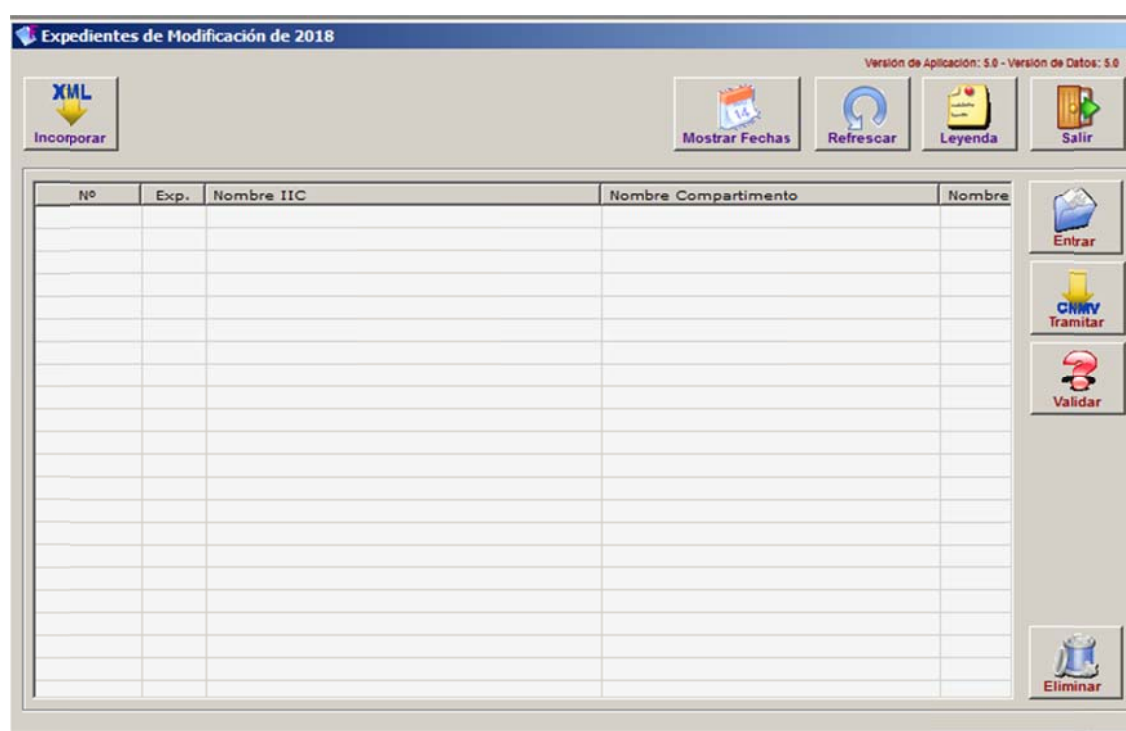 Expedientes de Modificación de 2018
Versión de Aplicación: 5.0 - Versión de Datos: 5.0
XML
Incorporar
14
Mostrar Fechas
Refrescar
Leyenda
Salir
Nº Exp. Nombre IIC Nombre Compartimento Nombre
Entrar
CNMV
Tramitar
Validar
Eliminar